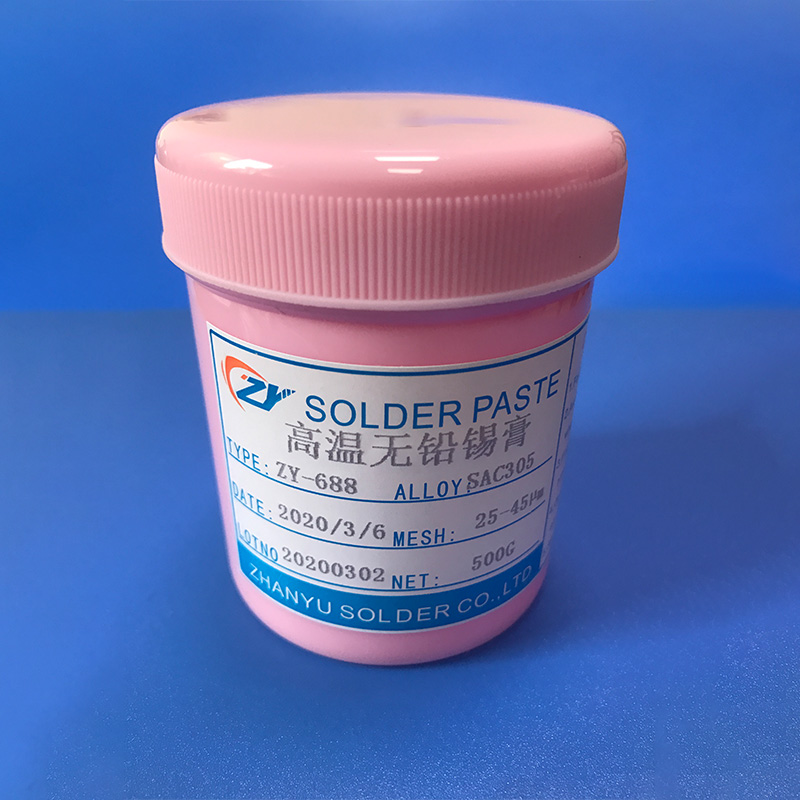 ZY
SOLDER PASTE
高温无铅锡膏
TYPE: ZY-688 ALLOY: SAC305
DATE: 2020/3/6 MESH: 25-45μm
LOTNO 20200302 NET: 500G
ZHANYU SOLDER CO.,LTD